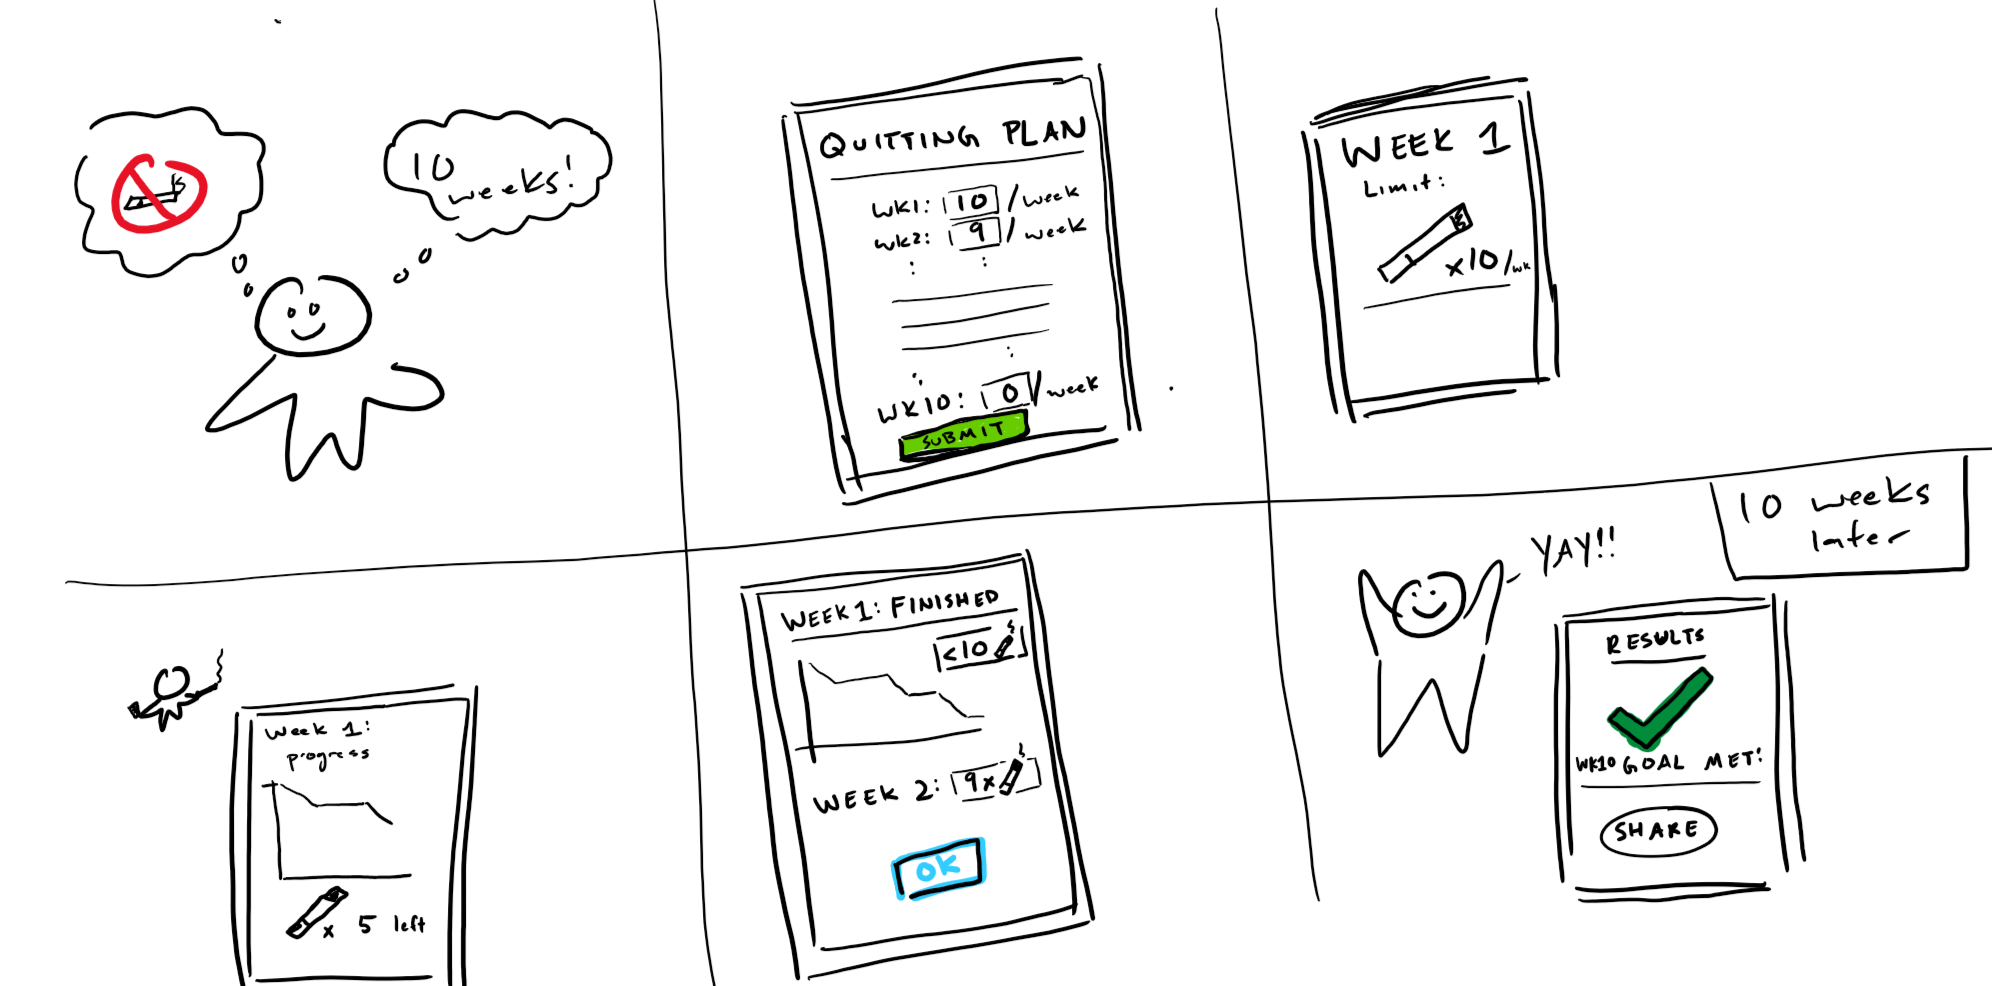 10
weeks!
QUITTING PLAN
WK1: 10 /week
WK2: 9 /week
WK10: 0 /week
SUBMIT
WEEK 1
Limit:
x10/wk
Week 1:
progress
x 5 left
WEEK 1: FINISHED
<10
WEEK 2: 9x
OK
10 weeks
later
YAY!!
RESULTS
WK10 GOAL MET!
SHARE